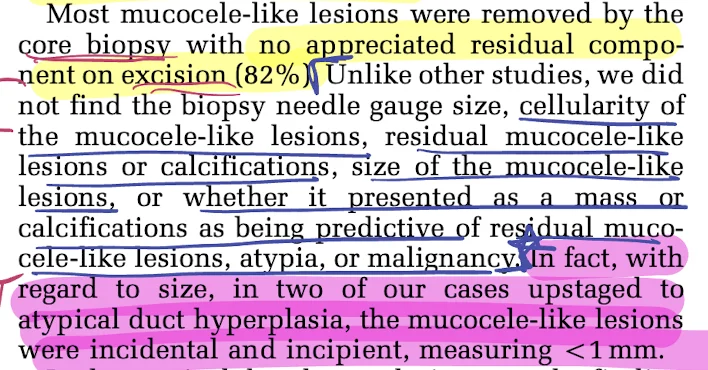 Most mucocele-like lesions were removed by the
core biopsy with no appreciated residual compo-
nent on excision (82%). Unlike other studies, we did
not find the biopsy needle gauge size, cellularity of
the mucocele-like lesions, residual mucocele-like
lesions or calcifications, size of the mucocele-like
lesions, or whether it presented as a mass or
calcifications as being predictive of residual muco-
cele-like lesions, atypia, or malignancy. In fact, with
regard to size, in two of our cases upstaged to
atypical duct hyperplasia, the mucocele-like lesions
were incidental and incipient, measuring <1 mm.